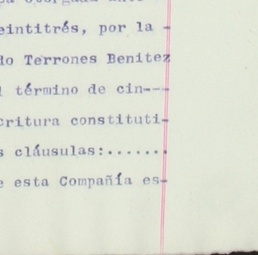 eintitrés, por la -
do Terrones Benitez
término de cin---
critura constituti-
s cláusulas:.......
e esta Compañía es-